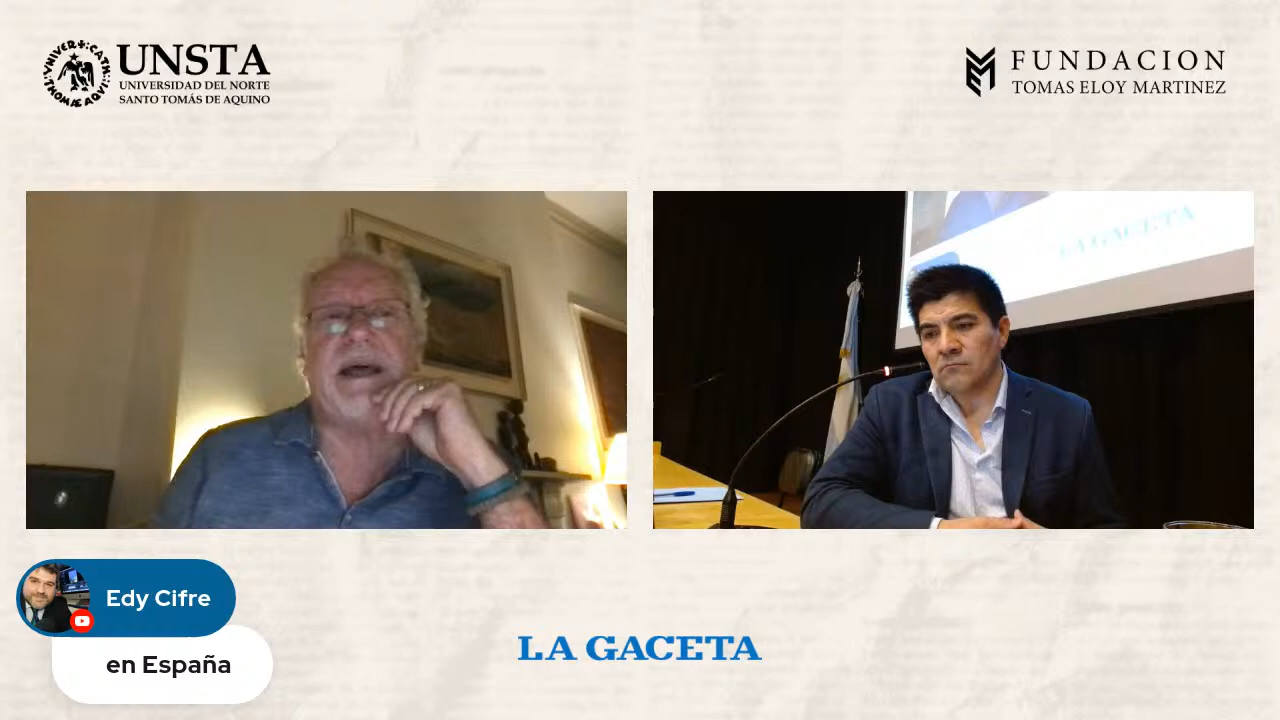 UNSTA
UNIVERSIDAD DEL NORTE
SANTO TOMÁS DE AQUINO
FUNDACION
TOMAS ELOY MARTINEZ
LA GACETA
Edy Cifre
en España
LA GACETA